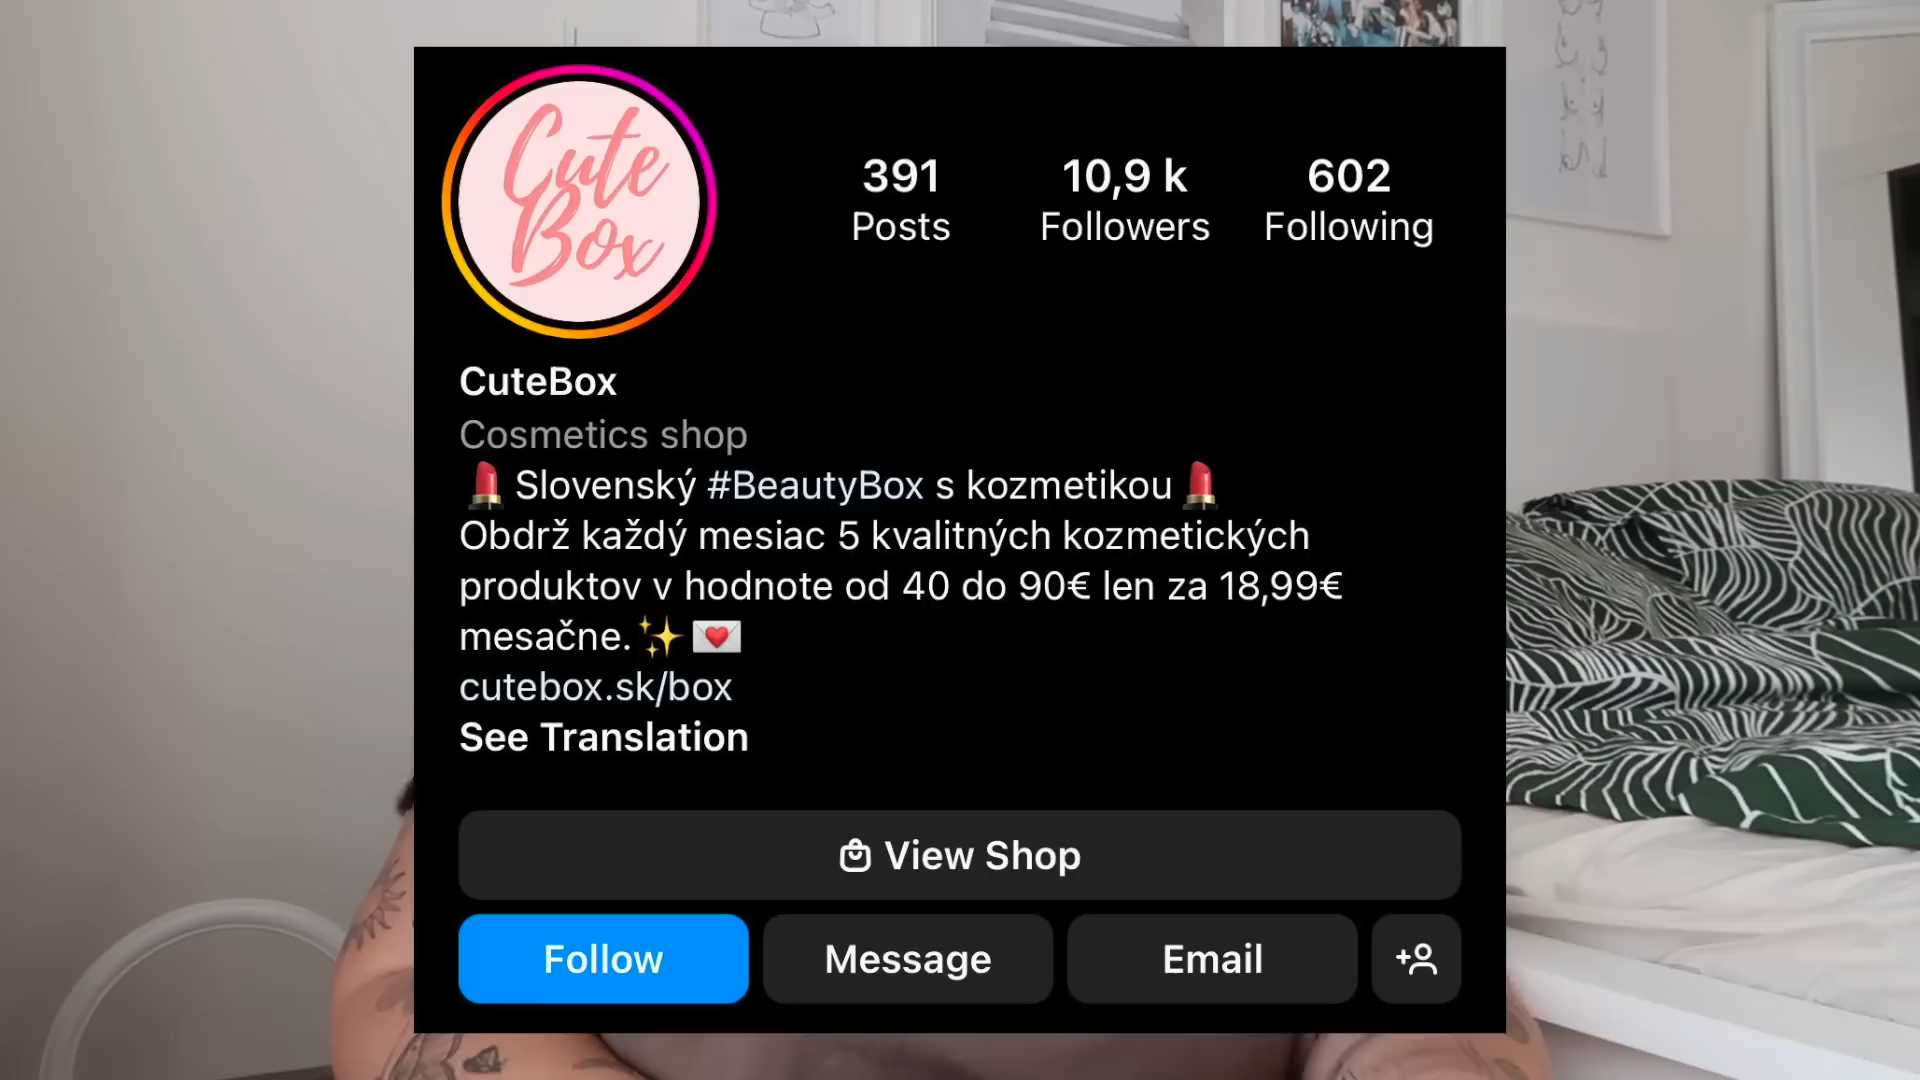 Cute
Box
391
Posts
10,9 k
Followers
602
Following
CuteBox
Cosmetics shop
💄 Slovenský #BeautyBox s kozmetikou 💄
Obdrž každý mesiac 5 kvalitných kozmetických
produktov v hodnote od 40 do 90€ len za 18,99€
mesačne. ✨ 💌
cutebox.sk/box
See Translation
View Shop
Follow
Message
Email